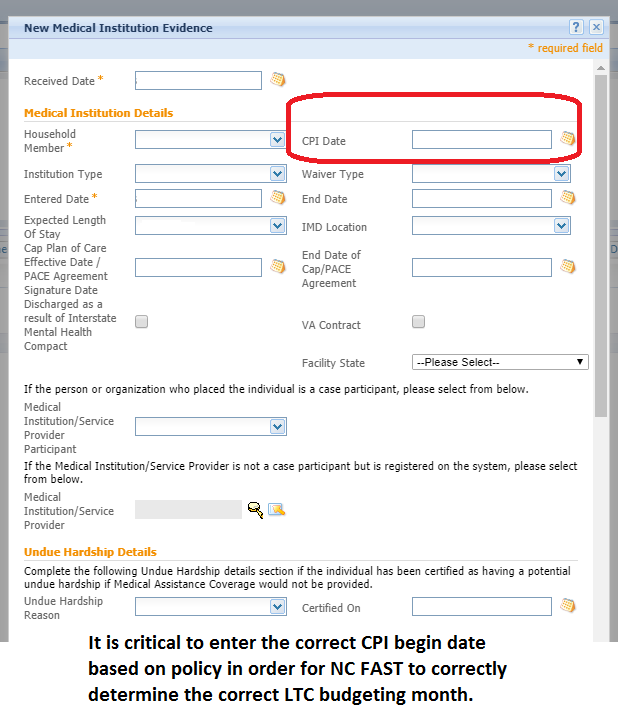 New Medical Institution Evidence
? ×
* required field
Received Date *
Medical Institution Details
Household
Member *
CPI Date
Institution Type
Waiver Type
Entered Date *
End Date
Expected Length
Of Stay
IMD Location
Cap Plan of Care
Effective Date /
PACE Agreement
Signature Date
End Date of
Cap/PACE
Agreement
Discharged as a
result of Interstate
Mental Health
Compact
VA Contract
Facility State
--Please Select--
If the person or organization who placed the individual is a case participant, please select from below.
Medical
Institution/Service
Provider
Participant
If the Medical Institution/Service Provider is not a case participant but is registered on the system, please select
from below.
Medical
Institution/Service
Provider
Undue Hardship Details
Complete the following Undue Hardship details section if the individual has been certified as having a potential
undue hardship if Medical Assistance Coverage would not be provided.
Undue Hardship
Reason
Certified On
It is critical to enter the correct CPI begin date
based on policy in order for NC FAST to correctly
determine the correct LTC budgeting month.